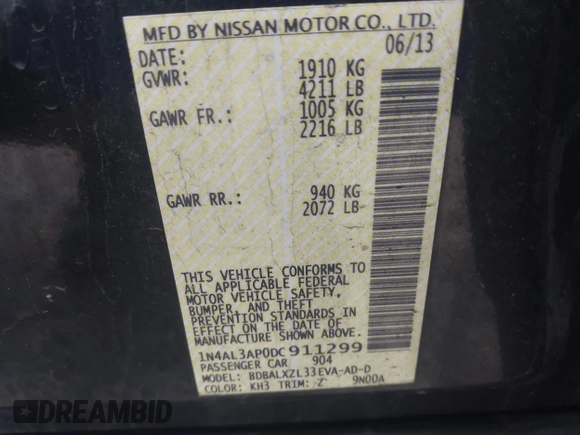 MFD BY NISSAN MOTOR CO., LTD.
DATE: 06/13
GVWR: 1910 KG
4211 LB
GAWR FR.: 1005 KG
2216 LB
GAWR RR.: 940 KG
2072 LB
THIS VEHICLE CONFORMS TO
ALL APPLICABLE FEDERAL
MOTOR VEHICLE SAFETY,
BUMPER, AND THEFT
PREVENTION STANDARDS IN
EFFECT ON THE DATE OF
MANUFACTURE SHOWN ABOVE.
1N4AL3AP0DC911299
PASSENGER CAR 904
MODEL: BDBALXZL33EVA-AD-D
COLOR: KH3 TRIM: Z 9N00A